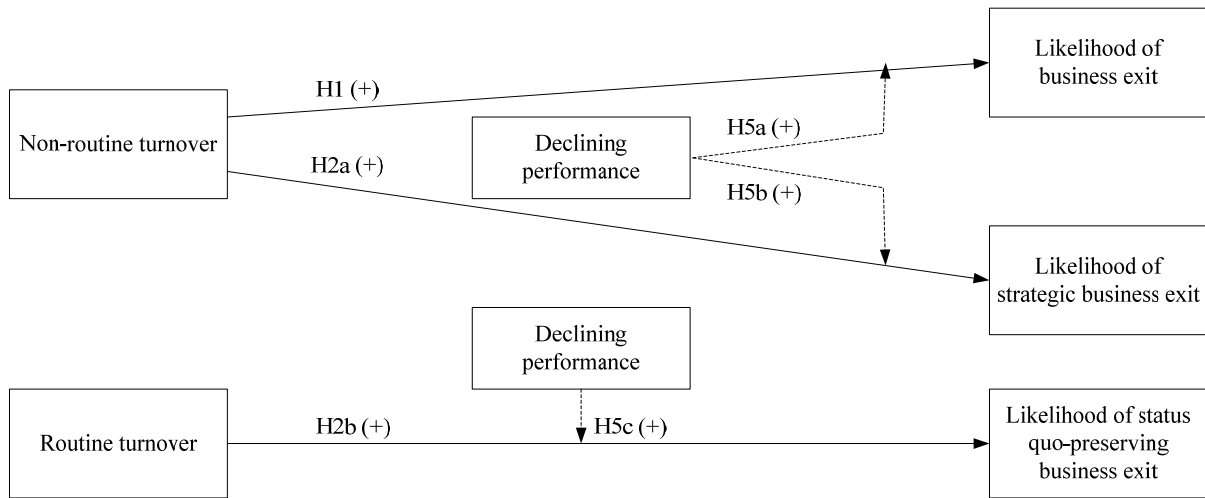 Likelihood of
business exit
H1 (+)
Non-routine turnover
Declining
performance
H5a (+)
H2a (+)
H5b (+)
Likelihood of
strategic business exit
Declining
performance
Routine turnover
H2b (+)
H5c (+)
Likelihood of status
quo-preserving
business exit